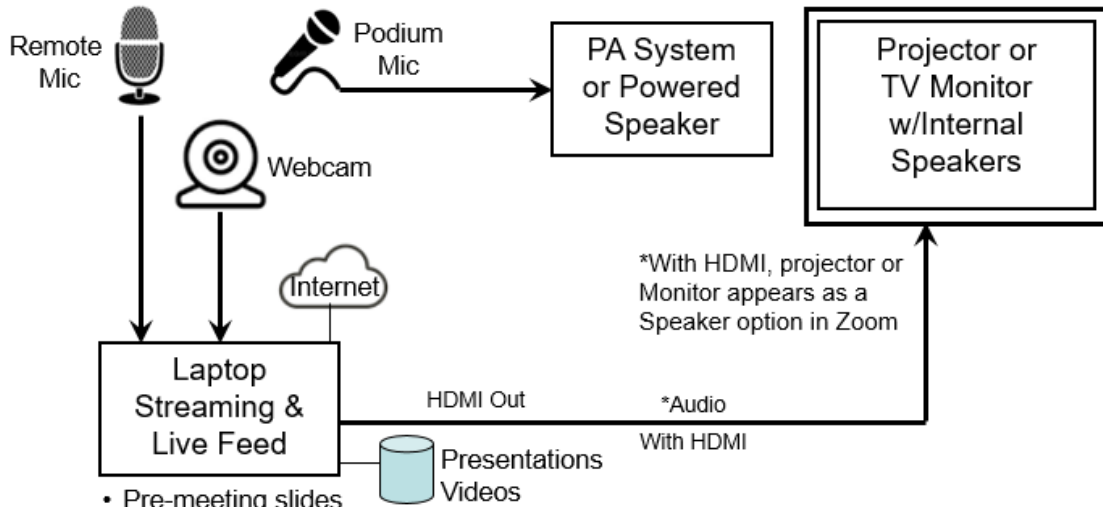 Remote
Mic
Podium
Mic
PA System
or Powered
Speaker
Projector or
TV Monitor
w/Internal
Speakers
Webcam
Internet
*With HDMI, projector or
Monitor appears as a
Speaker option in Zoom
Laptop
Streaming &
Live Feed
HDMI Out
*Audio
With HDMI
Presentations
Videos
• Pre-meeting slides